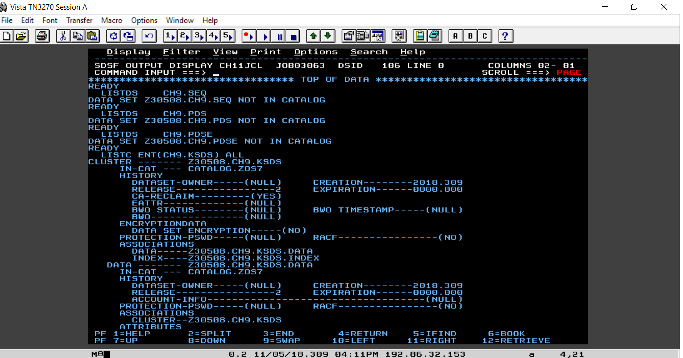 Vista TN3270 Session A
File Edit Font Transfer Macro Options Window Help
1 2 3 4 5 A B C ?
Display Filter View Print Options Search Help
SDSF OUTPUT DISPLAY CH11JCL JOB03063 DSID 106 LINE 0 COLUMNS 02- 81
COMMAND INPUT ===> _ SCROLL ===> PAGE
********************************* TOP OF DATA **********************************
READY
LISTDS CH9.SEQ
DATA SET Z30508.CH9.SEQ NOT IN CATALOG
READY
LISTDS CH9.PDS
DATA SET Z30508.CH9.PDS NOT IN CATALOG
READY
LISTDS CH9.PDSE
DATA SET Z30508.CH9.PDSE NOT IN CATALOG
READY
LISTC ENT(CH9.KSDS) ALL
CLUSTER ------- Z30508.CH9.KSDS
IN-CAT --- CATALOG.ZOS7
HISTORY
DATASET-OWNER-----(NULL) CREATION--------2018.309
RELEASE----------------2 EXPIRATION------0000.000
CA-RECLAIM---------(YES)
EATTR-------------(NULL)
BWO STATUS--------(NULL) BWO TIMESTAMP-----(NULL)
BWO---------------(NULL)
ENCRYPTIONDATA
DATA SET ENCRYPTION-----(NO)
PROTECTION-PSWD-----(NULL) RACF----------------(NO)
ASSOCIATIONS
DATA-----Z30508.CH9.KSDS.DATA
INDEX----Z30508.CH9.KSDS.INDEX
DATA ------- Z30508.CH9.KSDS.DATA
IN-CAT --- CATALOG.ZOS7
HISTORY
DATASET-OWNER-----(NULL) CREATION--------2018.309
RELEASE----------------2 EXPIRATION------0000.000
ACCOUNT-INFO-----------------------------------(NULL)
PROTECTION-PSWD-----(NULL) RACF----------------(NO)
ASSOCIATIONS
CLUSTER--Z30508.CH9.KSDS
ATTRIBUTES
PF 1=HELP 2=SPLIT 3=END 4=RETURN 5=IFIND 6=BOOK
PF 7=UP 8=DOWN 9=SWAP 10=LEFT 11=RIGHT 12=RETRIEVE
0.2 11/05/18.309 04:11PM 192.86.32.153 a 4,21